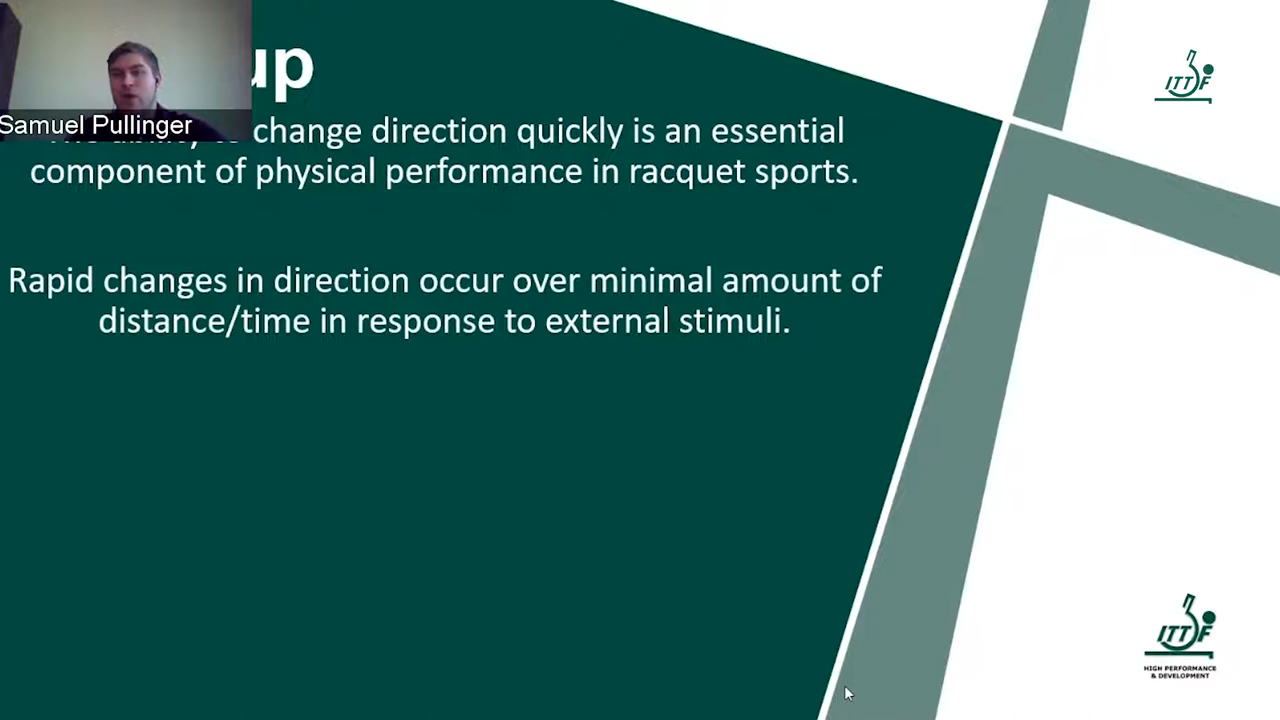 up
Samuel Pullinger
change direction quickly is an essential
component of physical performance in racquet sports.
Rapid changes in direction occur over minimal amount of
distance/time in response to external stimuli.
ITTF
ITTF
HIGH PERFORMANCE
& DEVELOPMENT